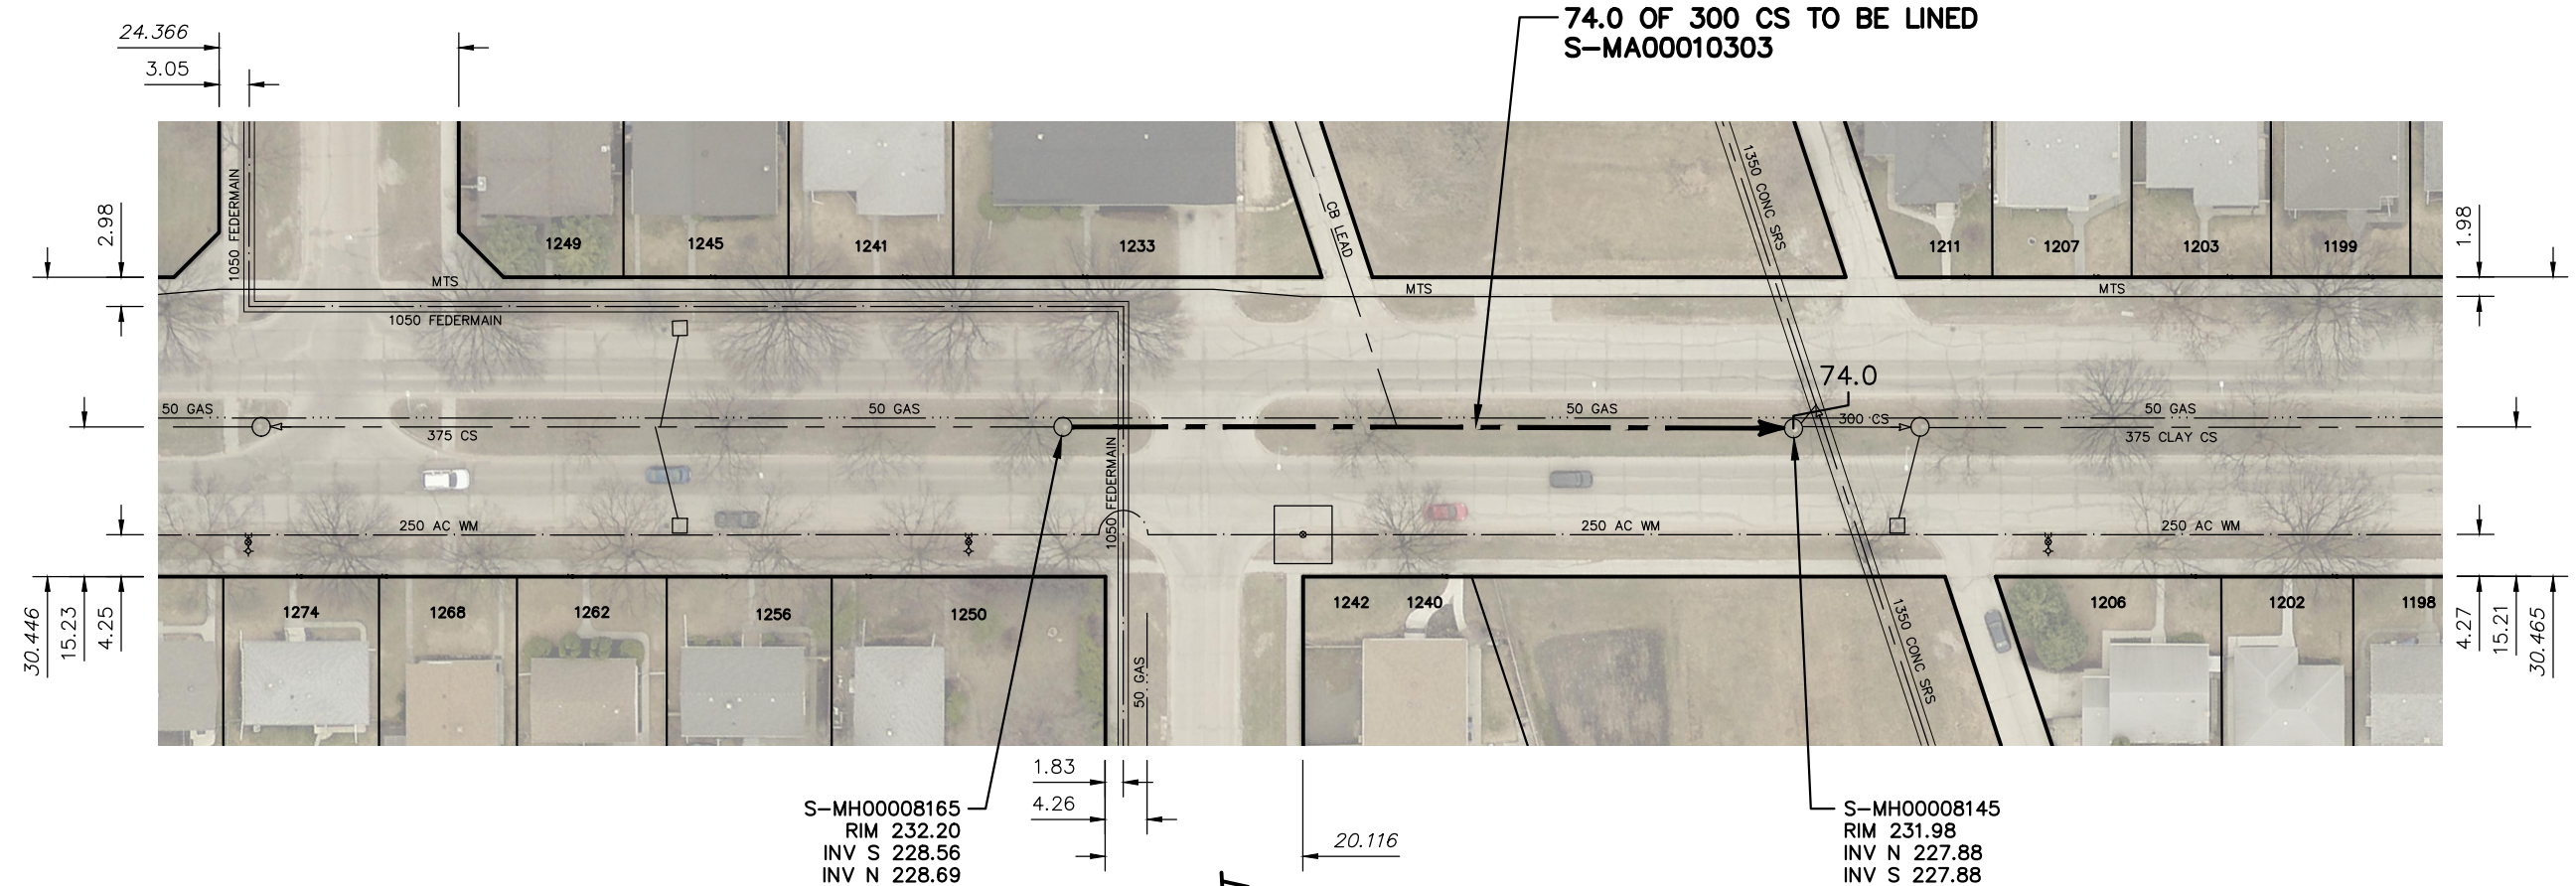 74.0 OF 300 CS TO BE LINED
S-MA00010303
24.366
3.05
1050 FEDERMAIN
1350 CONC SRS
CB LEAD
2.98
1249
1245
1241
1233
1211
1207
1203
1199
1.98
MTS
MTS
MTS
1050 FEDERMAIN
74.0
50 GAS
50 GAS
50 GAS
50 GAS
300 CS
375 CS
375 CLAY CS
1050 FEDERMAIN
250 AC WM
250 AC WM
250 AC WM
30.446
15.23
4.25
1274
1268
1262
1256
1250
1242
1240
1206
1202
1198
4.27
15.21
30.465
50 GAS
1350 CONC SRS
1.83
4.26
20.116
S-MH00008165
RIM 232.20
INV S 228.56
INV N 228.69
S-MH00008145
RIM 231.98
INV N 227.88
INV S 227.88